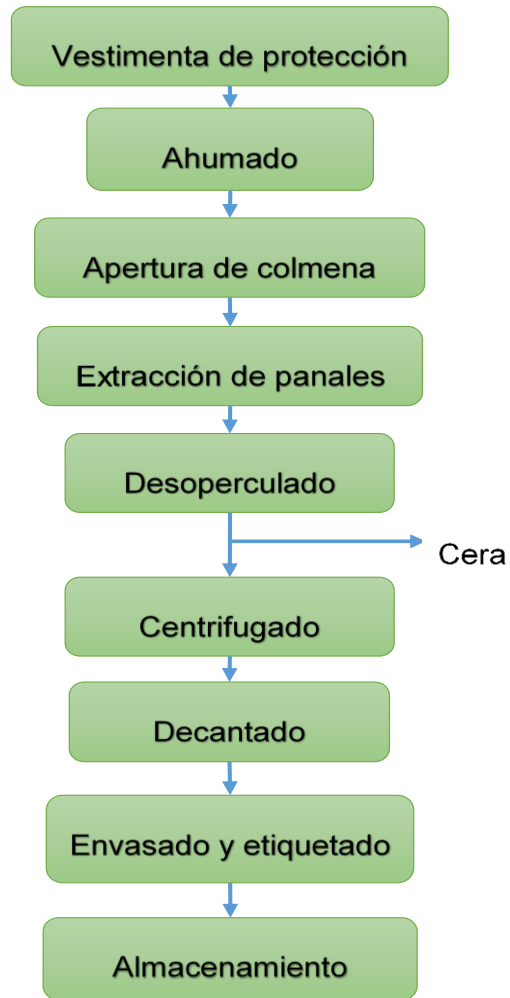 Vestimenta de protección
Ahumado
Apertura de colmena
Extracción de panales
Desoperculado
Cera
Centrifugado
Decantado
Envasado y etiquetado
Almacenamiento